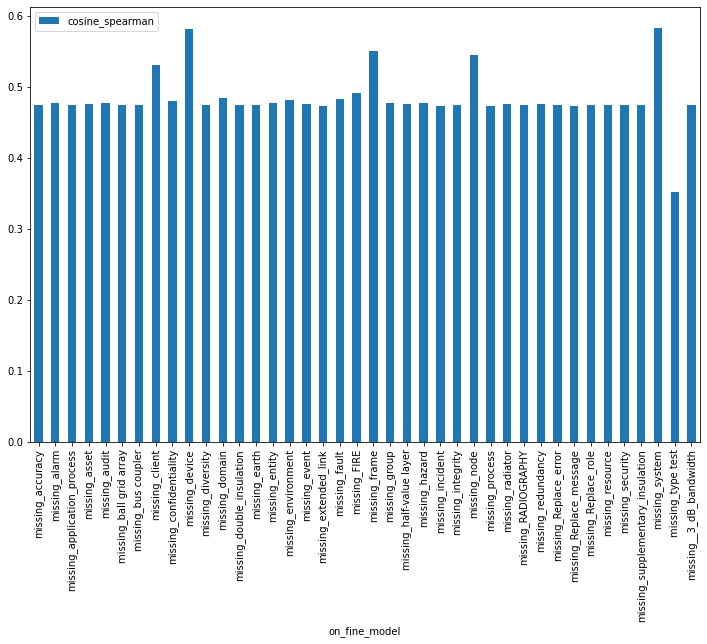 cosine_spearman
0.6
0.5
0.4
0.3
0.2
0.1
0.0
missing_accuracy
missing_alarm
missing_application_process
missing_asset
missing_audit
missing_ball grid array
missing_bus coupler
missing_client
missing_confidentiality
missing_device
missing_diversity
missing_domain
missing_double_insulation
missing_earth
missing_entity
missing_environment
missing_event
missing_extended_link
missing_fault
missing_FIRE
missing_frame
missing_group
missing_half-value layer
missing_hazard
missing_incident
missing_integrity
missing_node
missing_process
missing_radiator
missing_RADIOGRAPHY
missing_redundancy
missing_Replace_error
missing_Replace_message
missing_Replace_role
missing_resource
missing_security
missing_supplementary_insulation
missing_system
missing_type test
missing__3_dB_bandwidth
on_fine_model